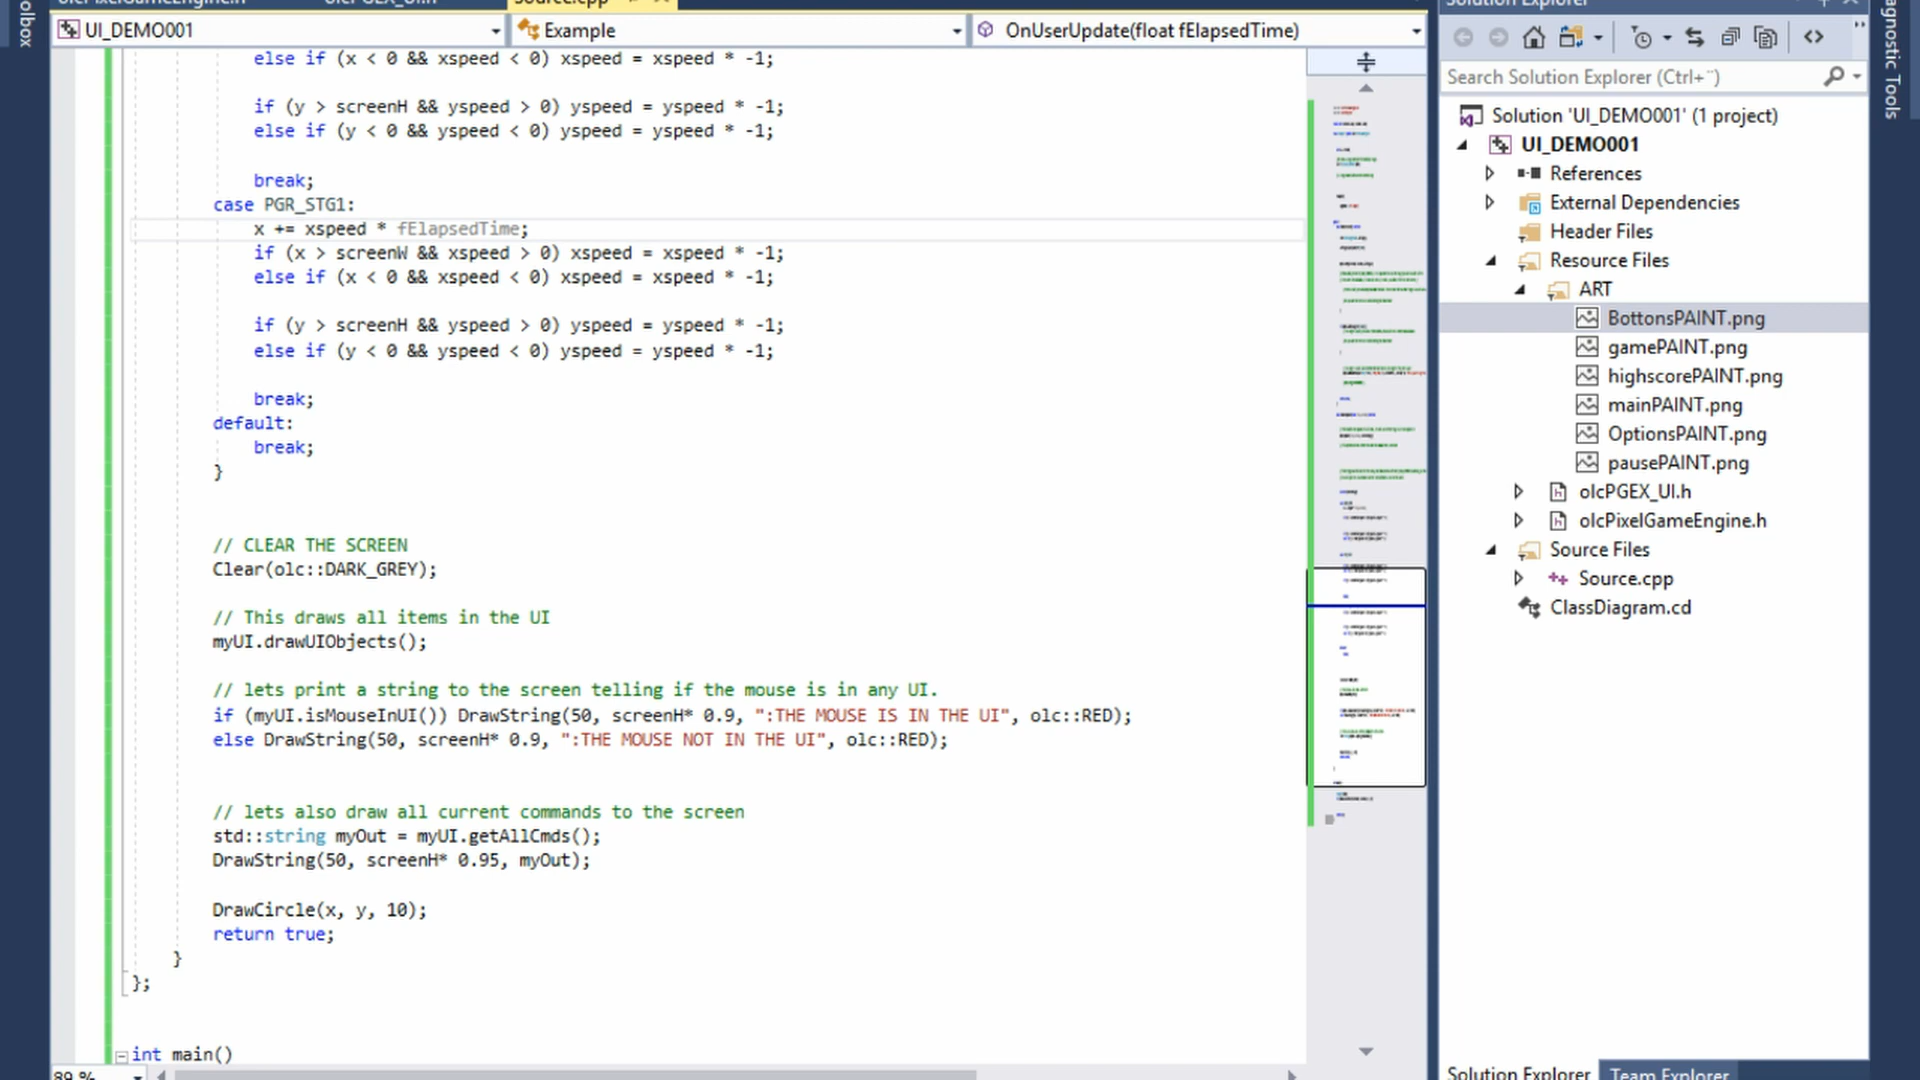 olcPixelGameEngine.h olcPGEX_UI.h Source.cpp
Solution Explorer
UI_DEMO001 Example OnUserUpdate(float fElapsedTime)
else if (x < 0 && xspeed < 0) xspeed = xspeed * -1;
if (y > screenH && yspeed > 0) yspeed = yspeed * -1;
else if (y < 0 && yspeed < 0) yspeed = yspeed * -1;
break;
case PGR_STG1:
x += xspeed * fElapsedTime;
if (x > screenW && xspeed > 0) xspeed = xspeed * -1;
else if (x < 0 && xspeed < 0) xspeed = xspeed * -1;
if (y > screenH && yspeed > 0) yspeed = yspeed * -1;
else if (y < 0 && yspeed < 0) yspeed = yspeed * -1;
break;
default:
break;
}
// CLEAR THE SCREEN
Clear(olc::DARK_GREY);
// This draws all items in the UI
myUI.drawUIObjects();
// lets print a string to the screen telling if the mouse is in any UI.
if (myUI.isMouseInUI()) DrawString(50, screenH* 0.9, ":THE MOUSE IS IN THE UI", olc::RED);
else DrawString(50, screenH* 0.9, ":THE MOUSE NOT IN THE UI", olc::RED);
// lets also draw all current commands to the screen
std::string myOut = myUI.getAllCmds();
DrawString(50, screenH* 0.95, myOut);
DrawCircle(x, y, 10);
return true;
}
};
int main()
89 %
Search Solution Explorer (Ctrl+¨)
Solution 'UI_DEMO001' (1 project)
UI_DEMO001
References
External Dependencies
Header Files
Resource Files
ART
BottonsPAINT.png
gamePAINT.png
highscorePAINT.png
mainPAINT.png
OptionsPAINT.png
pausePAINT.png
olcPGEX_UI.h
olcPixelGameEngine.h
Source Files
Source.cpp
ClassDiagram.cd
Solution Explorer Team Explorer